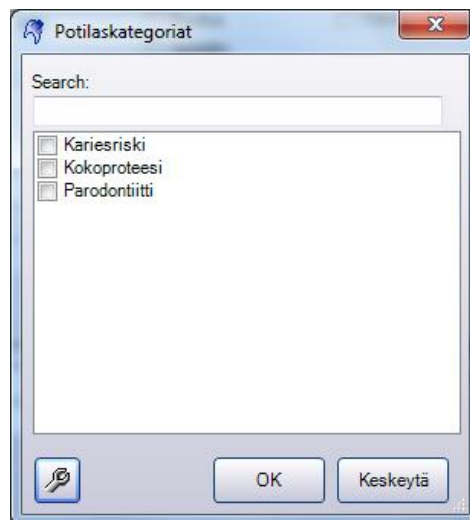 Potilaskategoriat
Search:
Kariesriski
Kokoproteesi
Parodontiitti
OK
Keskeytä